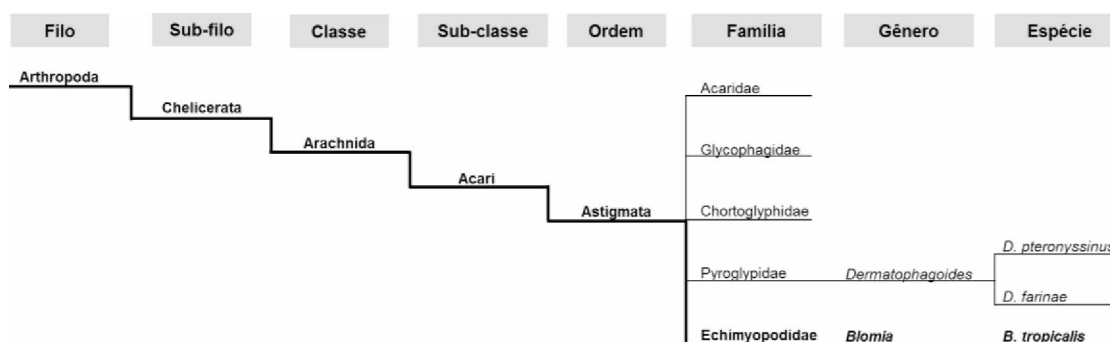 Filo Sub-filo Classe Sub-classe Ordem Família Gênero Espécie
Arthropoda
Acaridae
Chelicerata
Arachnida
Glycophagidae
Acari
Astigmata
Chortoglyphidae
D. pteronyssinus
Pyroglypidae Dermatophagoides
D. farinae
Echimyopodidae Blomia B. tropicalis